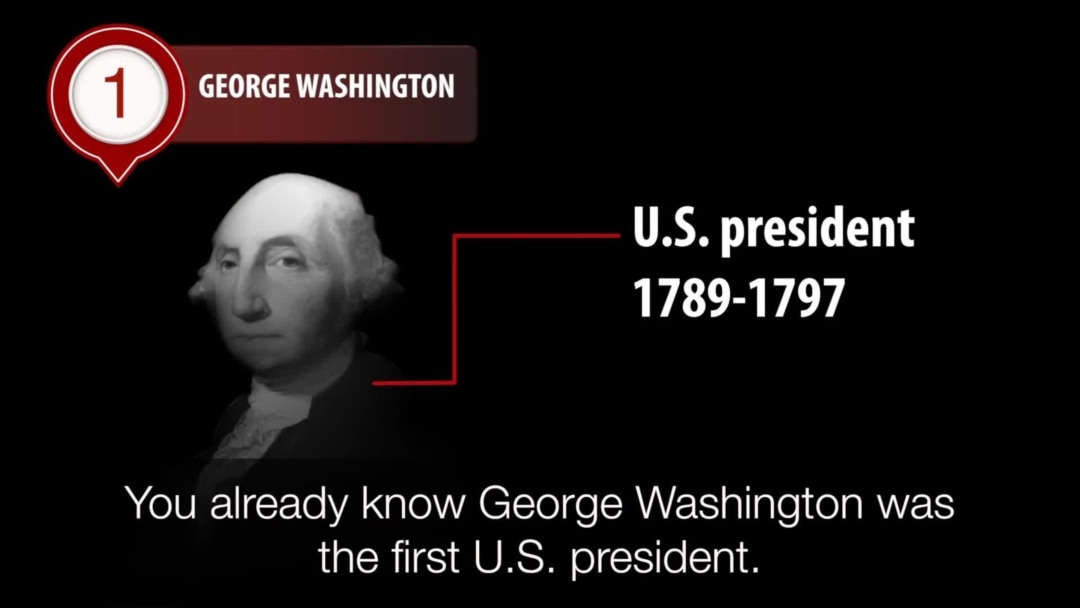 1
GEORGE WASHINGTON
U.S. president
1789-1797
You already know George Washington was
the first U.S. president.